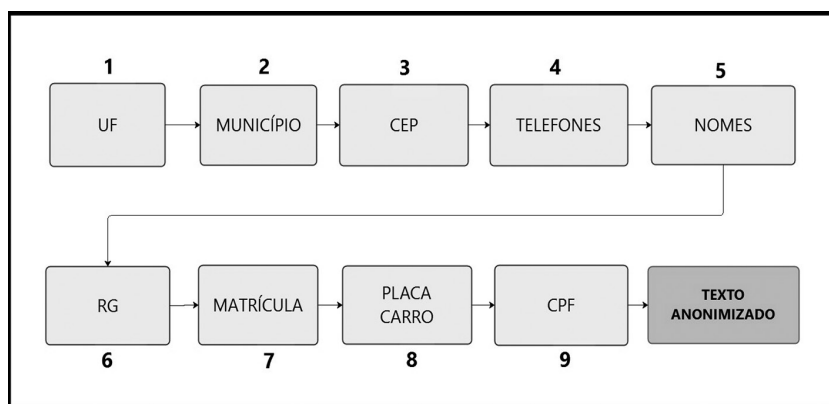 1 2 3 4 5
UF MUNICÍPIO CEP TELEFONES NOMES
RG MATRÍCULA PLACA CARRO CPF TEXTO ANONIMIZADO
6 7 8 9